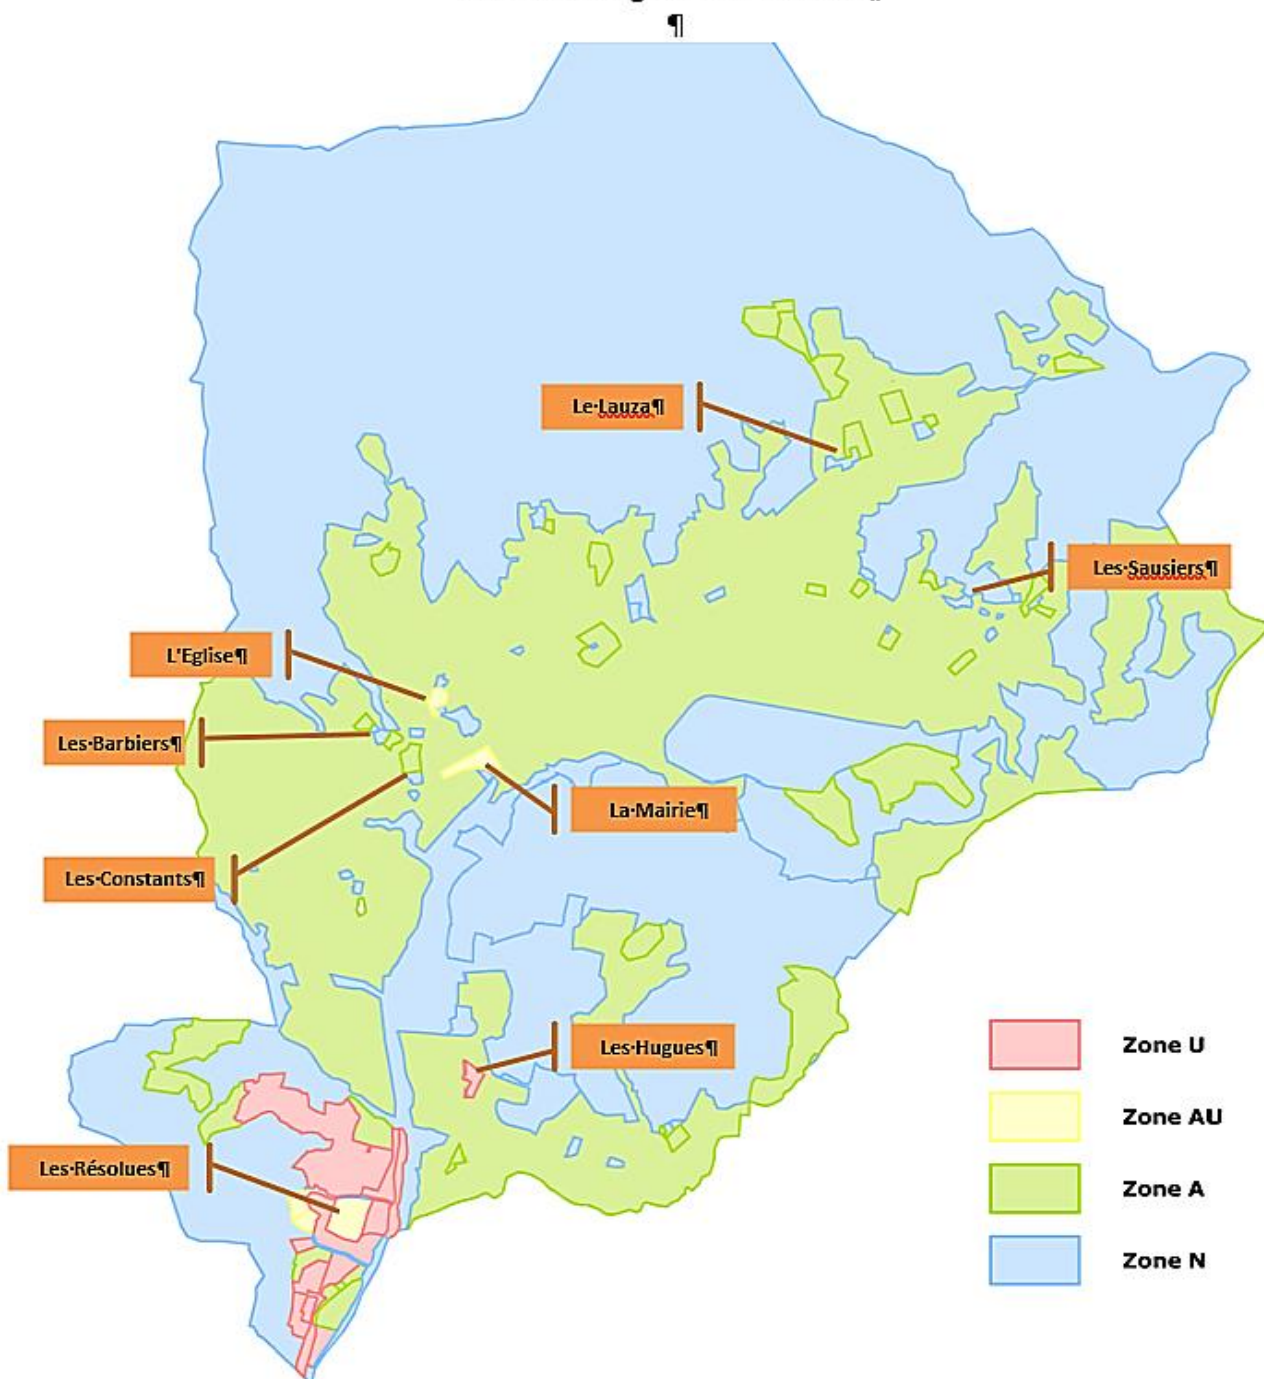 ¶
Le·Lauza¶
Les·Sausiers¶
L'Eglise¶
Les·Barbiers¶
La·Mairie¶
Les·Constants¶
Les·Hugues¶
Les·Résolues¶
Zone U
Zone AU
Zone A
Zone N